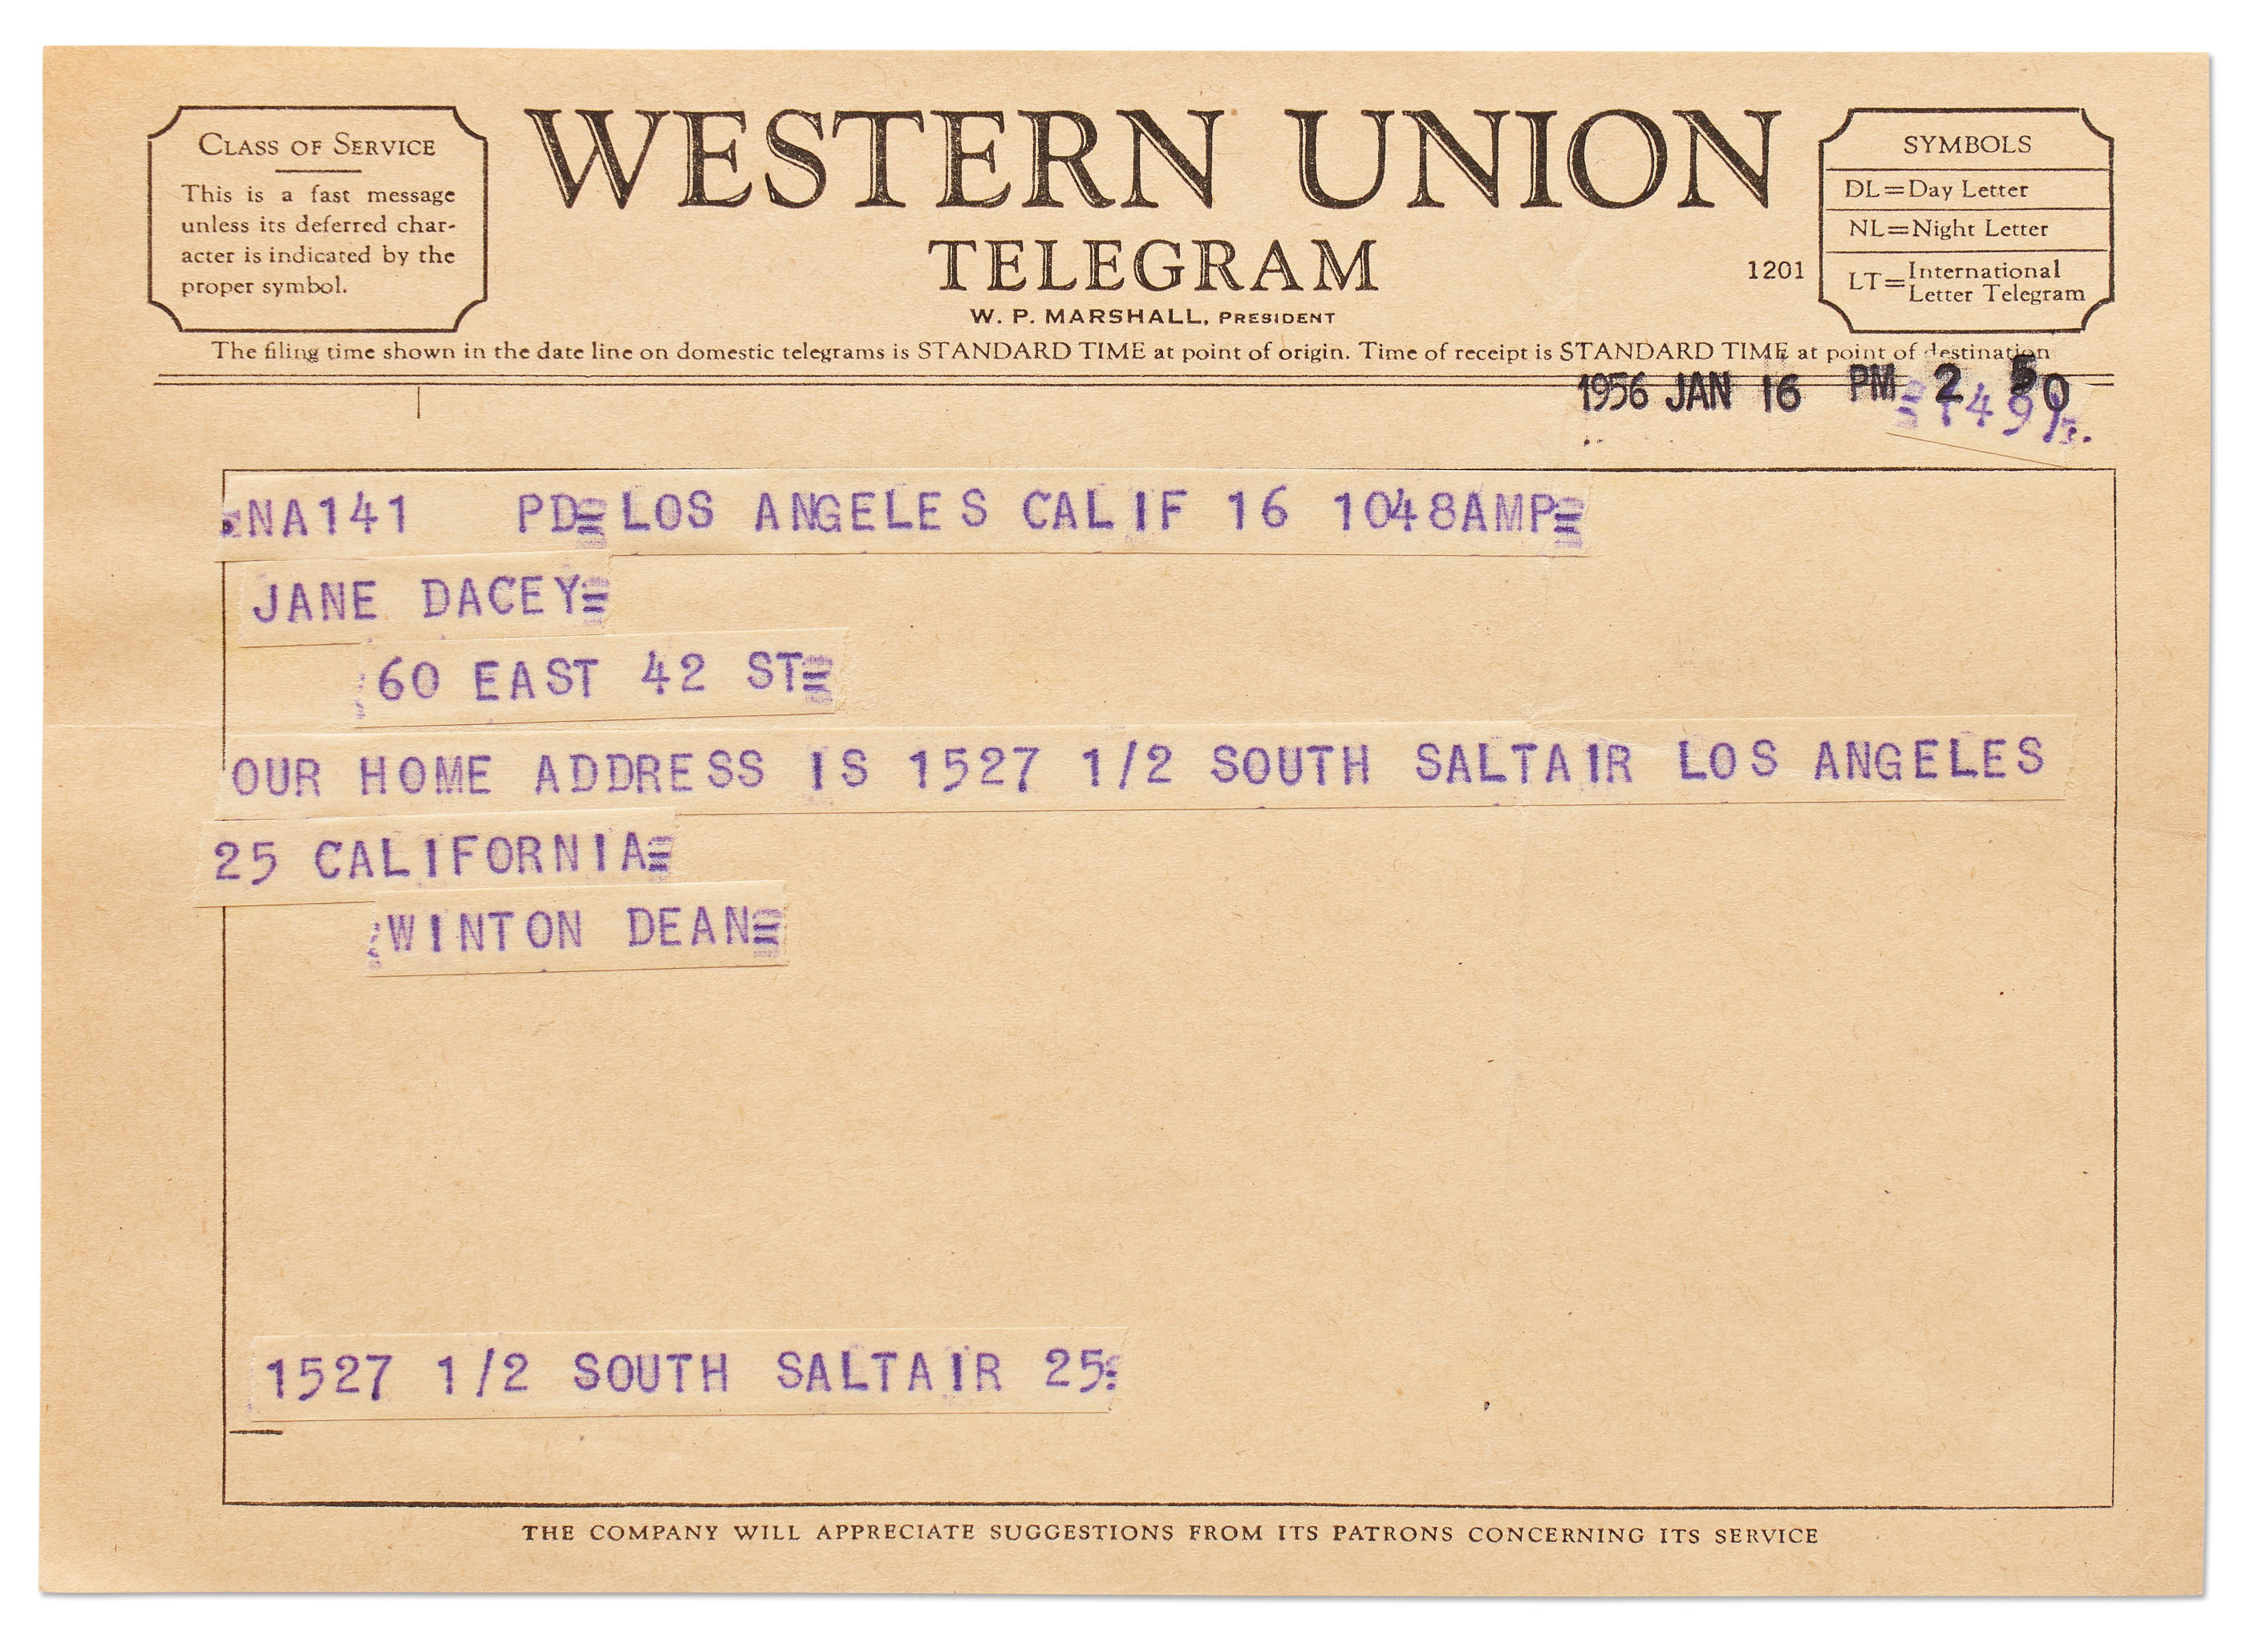 CLASS OF SERVICE
This is a fast message
unless its deferred char-
acter is indicated by the
proper symbol.
WESTERN UNION
TELEGRAM
W. P. MARSHALL, PRESIDENT
1201
SYMBOLS
DL=Day Letter
NL=Night Letter
LT=International
Letter Telegram
The filing time shown in the date line on domestic telegrams is STANDARD TIME at point of origin. Time of receipt is STANDARD TIME at point of destination
1956 JAN 16 PM 2 50
NA141 PD=LOS ANGELES CALIF 16 1048AMP=
JANE DACEY=
60 EAST 42 ST=
OUR HOME ADDRESS IS 1527 1/2 SOUTH SALTAIR LOS ANGELES
25 CALIFORNIA=
WINTON DEAN=
1527 1/2 SOUTH SALTAIR 25=
THE COMPANY WILL APPRECIATE SUGGESTIONS FROM ITS PATRONS CONCERNING ITS SERVICE